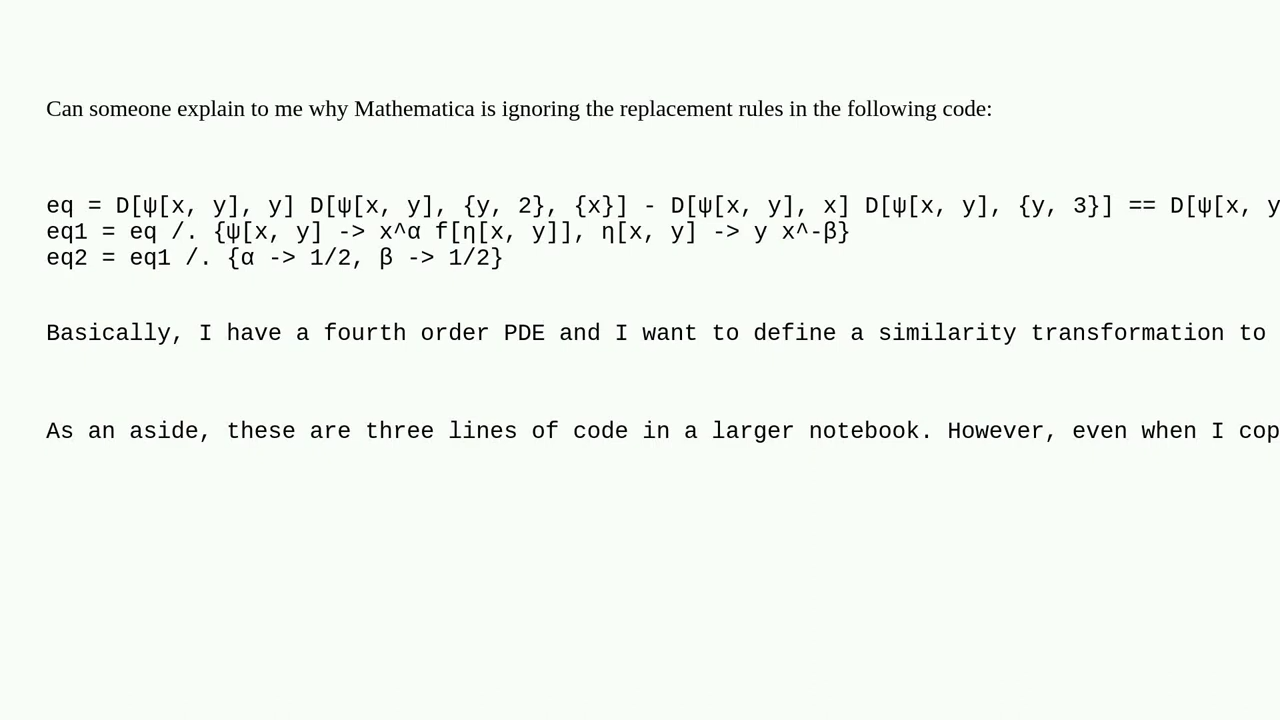 Can someone explain to me why Mathematica is ignoring the replacement rules in the following code:
eq = D[ψ[x, y], y] D[ψ[x, y], {y, 2}, {x}] - D[ψ[x, y], x] D[ψ[x, y], {y, 3}] == D[ψ[x, y
eq1 = eq /. {ψ[x, y] -> x^α f[η[x, y]], η[x, y] -> y x^-β}
eq2 = eq1 /. {α -> 1/2, β -> 1/2}
Basically, I have a fourth order PDE and I want to define a similarity transformation to
As an aside, these are three lines of code in a larger notebook. However, even when I cop